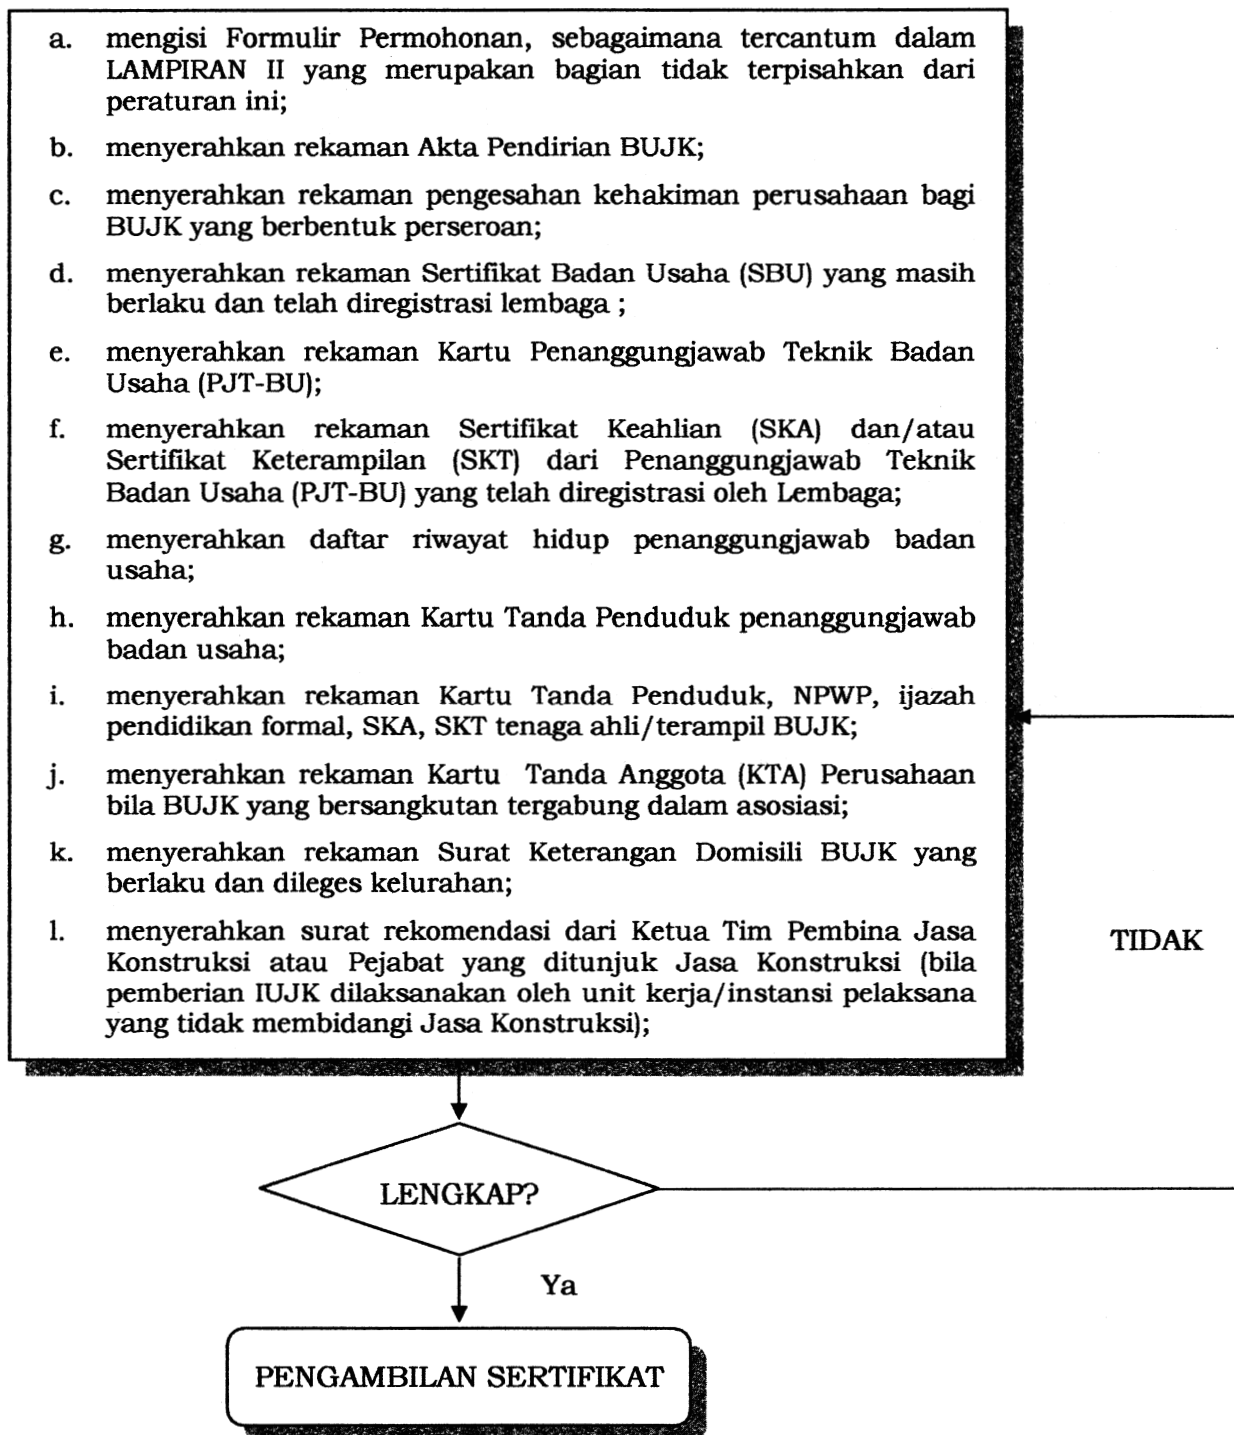 a. mengisi Formulir Permohonan, sebagaimana tercantum dalam
LAMPIRAN II yang merupakan bagian tidak terpisahkan dari
peraturan ini;
b. menyerahkan rekaman Akta Pendirian BUJK;
c. menyerahkan rekaman pengesahan kehakiman perusahaan bagi
BUJK yang berbentuk perseroan;
d. menyerahkan rekaman Sertifikat Badan Usaha (SBU) yang masih
berlaku dan telah diregistrasi lembaga ;
e. menyerahkan rekaman Kartu Penanggungjawab Teknik Badan
Usaha (PJT-BU);
f. menyerahkan rekaman Sertifikat Keahlian (SKA) dan/atau
Sertifikat Keterampilan (SKT) dari Penanggungjawab Teknik
Badan Usaha (PJT-BU) yang telah diregistrasi oleh Lembaga;
g. menyerahkan daftar riwayat hidup penanggungjawab badan
usaha;
h. menyerahkan rekaman Kartu Tanda Penduduk penanggungjawab
badan usaha;
i. menyerahkan rekaman Kartu Tanda Penduduk, NPWP, ijazah
pendidikan formal, SKA, SKT tenaga ahli/terampil BUJK;
j. menyerahkan rekaman Kartu Tanda Anggota (KTA) Perusahaan
bila BUJK yang bersangkutan tergabung dalam asosiasi;
k. menyerahkan rekaman Surat Keterangan Domisili BUJK yang
berlaku dan dileges kelurahan;
l. menyerahkan surat rekomendasi dari Ketua Tim Pembina Jasa
Konstruksi atau Pejabat yang ditunjuk Jasa Konstruksi (bila
pemberian IUJK dilaksanakan oleh unit kerja/instansi pelaksana
yang tidak membidangi Jasa Konstruksi);
TIDAK
LENGKAP?
Ya
PENGAMBILAN SERTIFIKAT